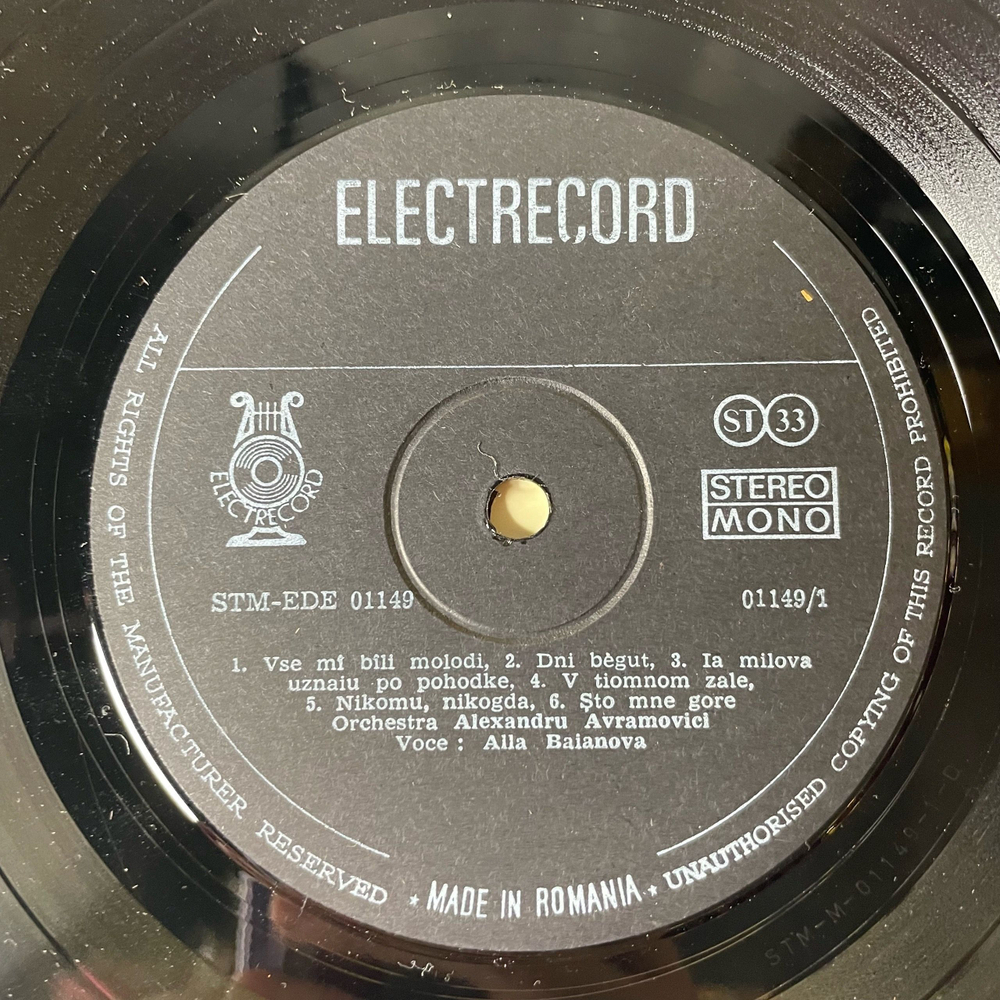 ELECTRECORD
ST 33
ELECTRECORD
STEREO
MONO
STM-EDE 01149
01149/1
1. Vse mî bîli molodi, 2. Dni bègut, 3. Ia milova
uznaiu po pohodke, 4. V tiomnom zale,
5. Nikomu, nikogda, 6. Şto mne gore
Orchestra Alexandru Avramovici
Voce : Alla Baianova
ALL RIGHTS OF THE MANUFACTURER RESERVED * MADE IN ROMANIA * UNAUTHORISED COPYING OF THIS RECORD PROHIBITED